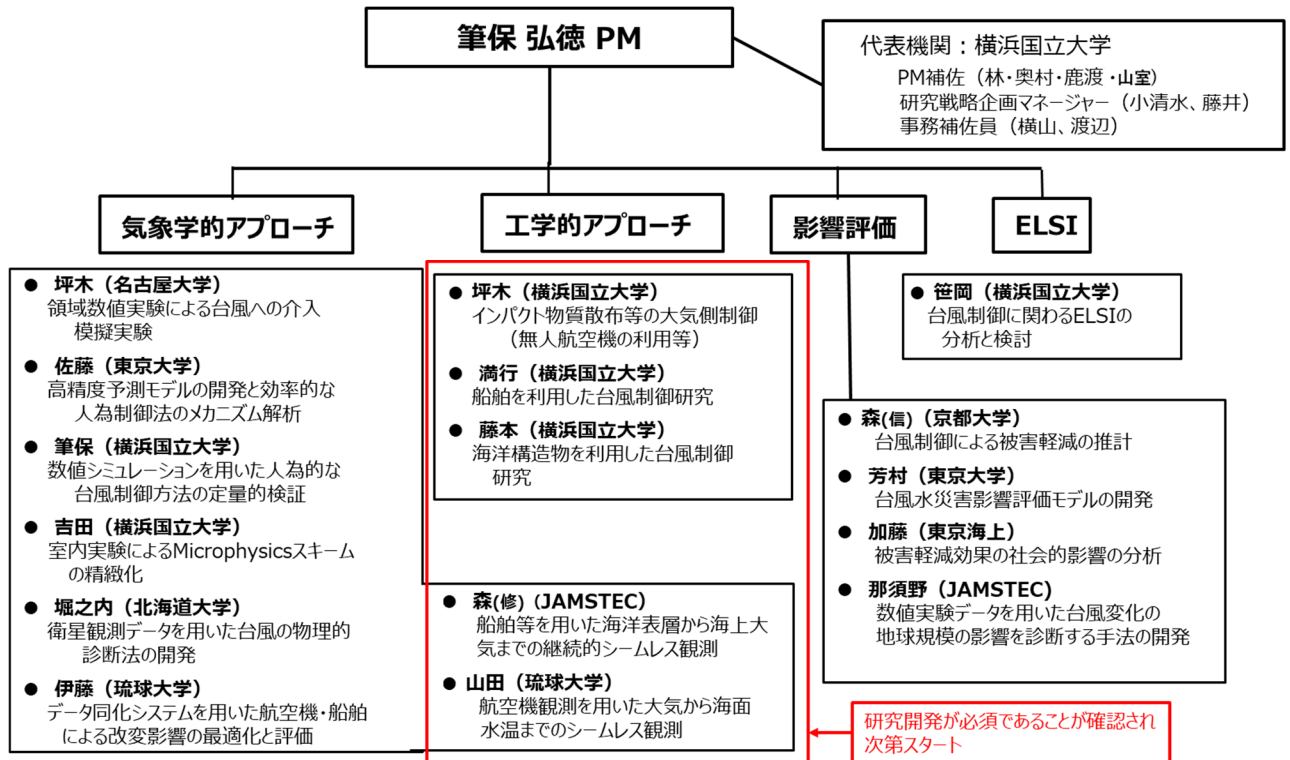 筆保 弘徳 PM
代表機関：横浜国立大学
PM補佐（林・奥村・鹿渡・山室）
研究戦略企画マネージャー（小清水、藤井）
事務補佐員（横山、渡辺）
気象学的アプローチ
工学的アプローチ
影響評価
ELSI
● 坪木（名古屋大学）
領域数値実験による台風への介入
模擬実験
● 佐藤（東京大学）
高精度予測モデルの開発と効率的な
人為制御法のメカニズム解析
● 筆保（横浜国立大学）
数値シミュレーションを用いた人為的な
台風制御方法の定量的検証
● 吉田（横浜国立大学）
室内実験によるMicrophysicsスキーム
の精緻化
● 堀之内（北海道大学）
衛星観測データを用いた台風の物理的
診断法の開発
● 伊藤（琉球大学）
データ同化システムを用いた航空機・船舶
による改変影響の最適化と評価
● 坪木（横浜国立大学）
インパクト物質散布等の大気側制御
（無人航空機の利用等）
● 満行（横浜国立大学）
船舶を利用した台風制御研究
● 藤本（横浜国立大学）
海洋構造物を利用した台風制御
研究
● 森(修)（JAMSTEC）
船舶等を用いた海洋表層から海上大
気までの継続的シームレス観測
● 山田（琉球大学）
航空機観測を用いた大気から海面
水温までのシームレス観測
● 笹岡（横浜国立大学）
台風制御に関わるELSIの
分析と検討
● 森(信)（京都大学）
台風制御による被害軽減の推計
● 芳村（東京大学）
台風水災害影響評価モデルの開発
● 加藤（東京海上）
被害軽減効果の社会的影響の分析
● 那須野（JAMSTEC)
数値実験データを用いた台風変化の
地球規模の影響を診断する手法の開発
研究開発が必須であることが確認され
次第スタート